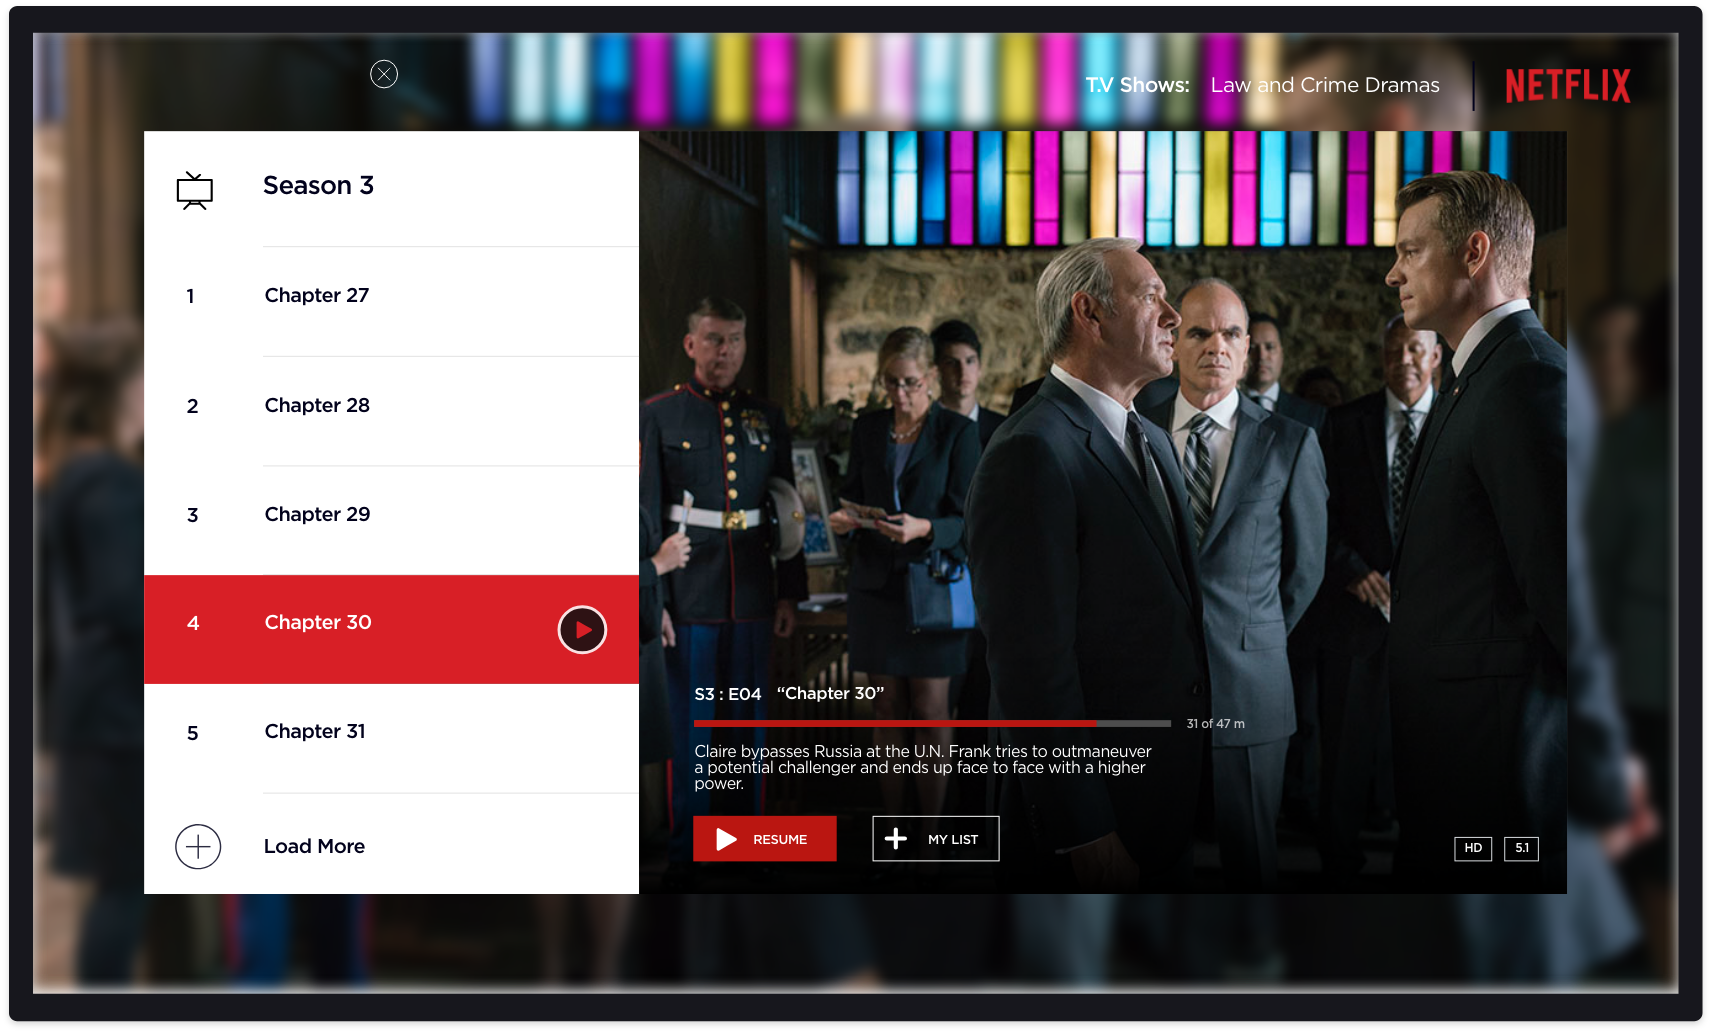 T.V Shows: Law and Crime Dramas
NETFLIX
Season 3
1 Chapter 27
2 Chapter 28
3 Chapter 29
4 Chapter 30
5 Chapter 31
Load More
S3 : E04 “Chapter 30”
31 of 47 m
Claire bypasses Russia at the U.N. Frank tries to outmaneuver
a potential challenger and ends up face to face with a higher
power.
RESUME
MY LIST
HD
5.1